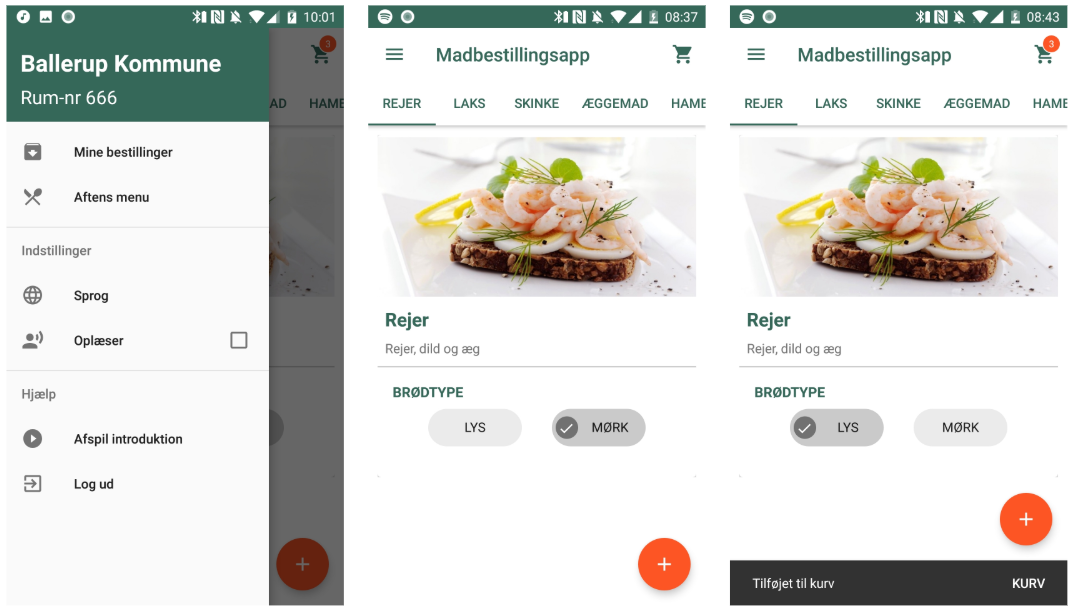 10:01
3
Ballerup Kommune
Rum-nr 666
AD HAME
Mine bestillinger
Aftens menu
Indstillinger
Sprog
Oplæser
Hjælp
Afspil introduktion
Log ud
08:37
Madbestillingsapp
REJER LAKS SKINKE ÆGGEMAD HAME
Rejer
Rejer, dild og æg
BRØDTYPE
LYS MØRK
08:43
3
Madbestillingsapp
REJER LAKS SKINKE ÆGGEMAD HAME
Rejer
Rejer, dild og æg
BRØDTYPE
LYS MØRK
Tilføjet til kurv KURV